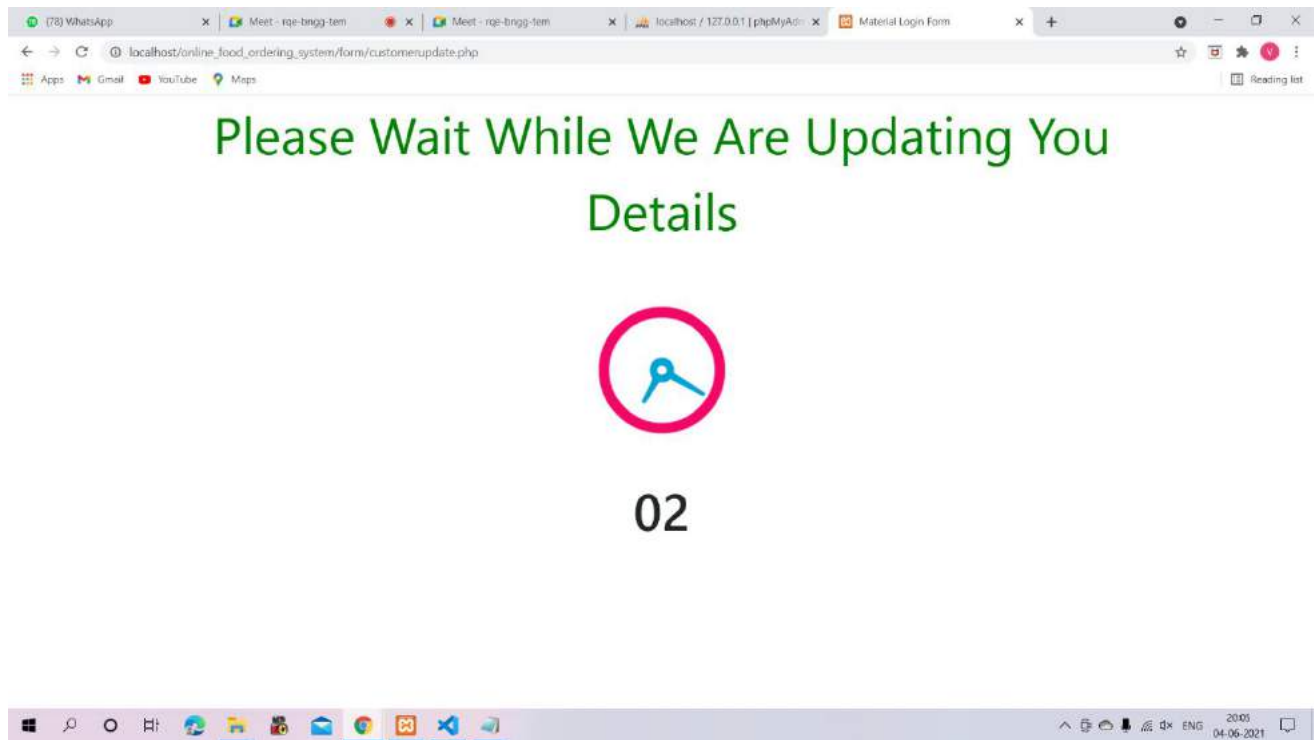 (78) WhatsApp
Meet - rqe-bngg-tem
Meet - rqe-bngg-tem
localhost / 127.0.0.1 | phpMyAdm
Material Login Form
localhost/online_food_ordering_system/form/customerupdate.php
V
Apps
Gmail
YouTube
Maps
Reading list
Please Wait While We Are Updating You
Details
02
ENG
20:05
04-06-2021